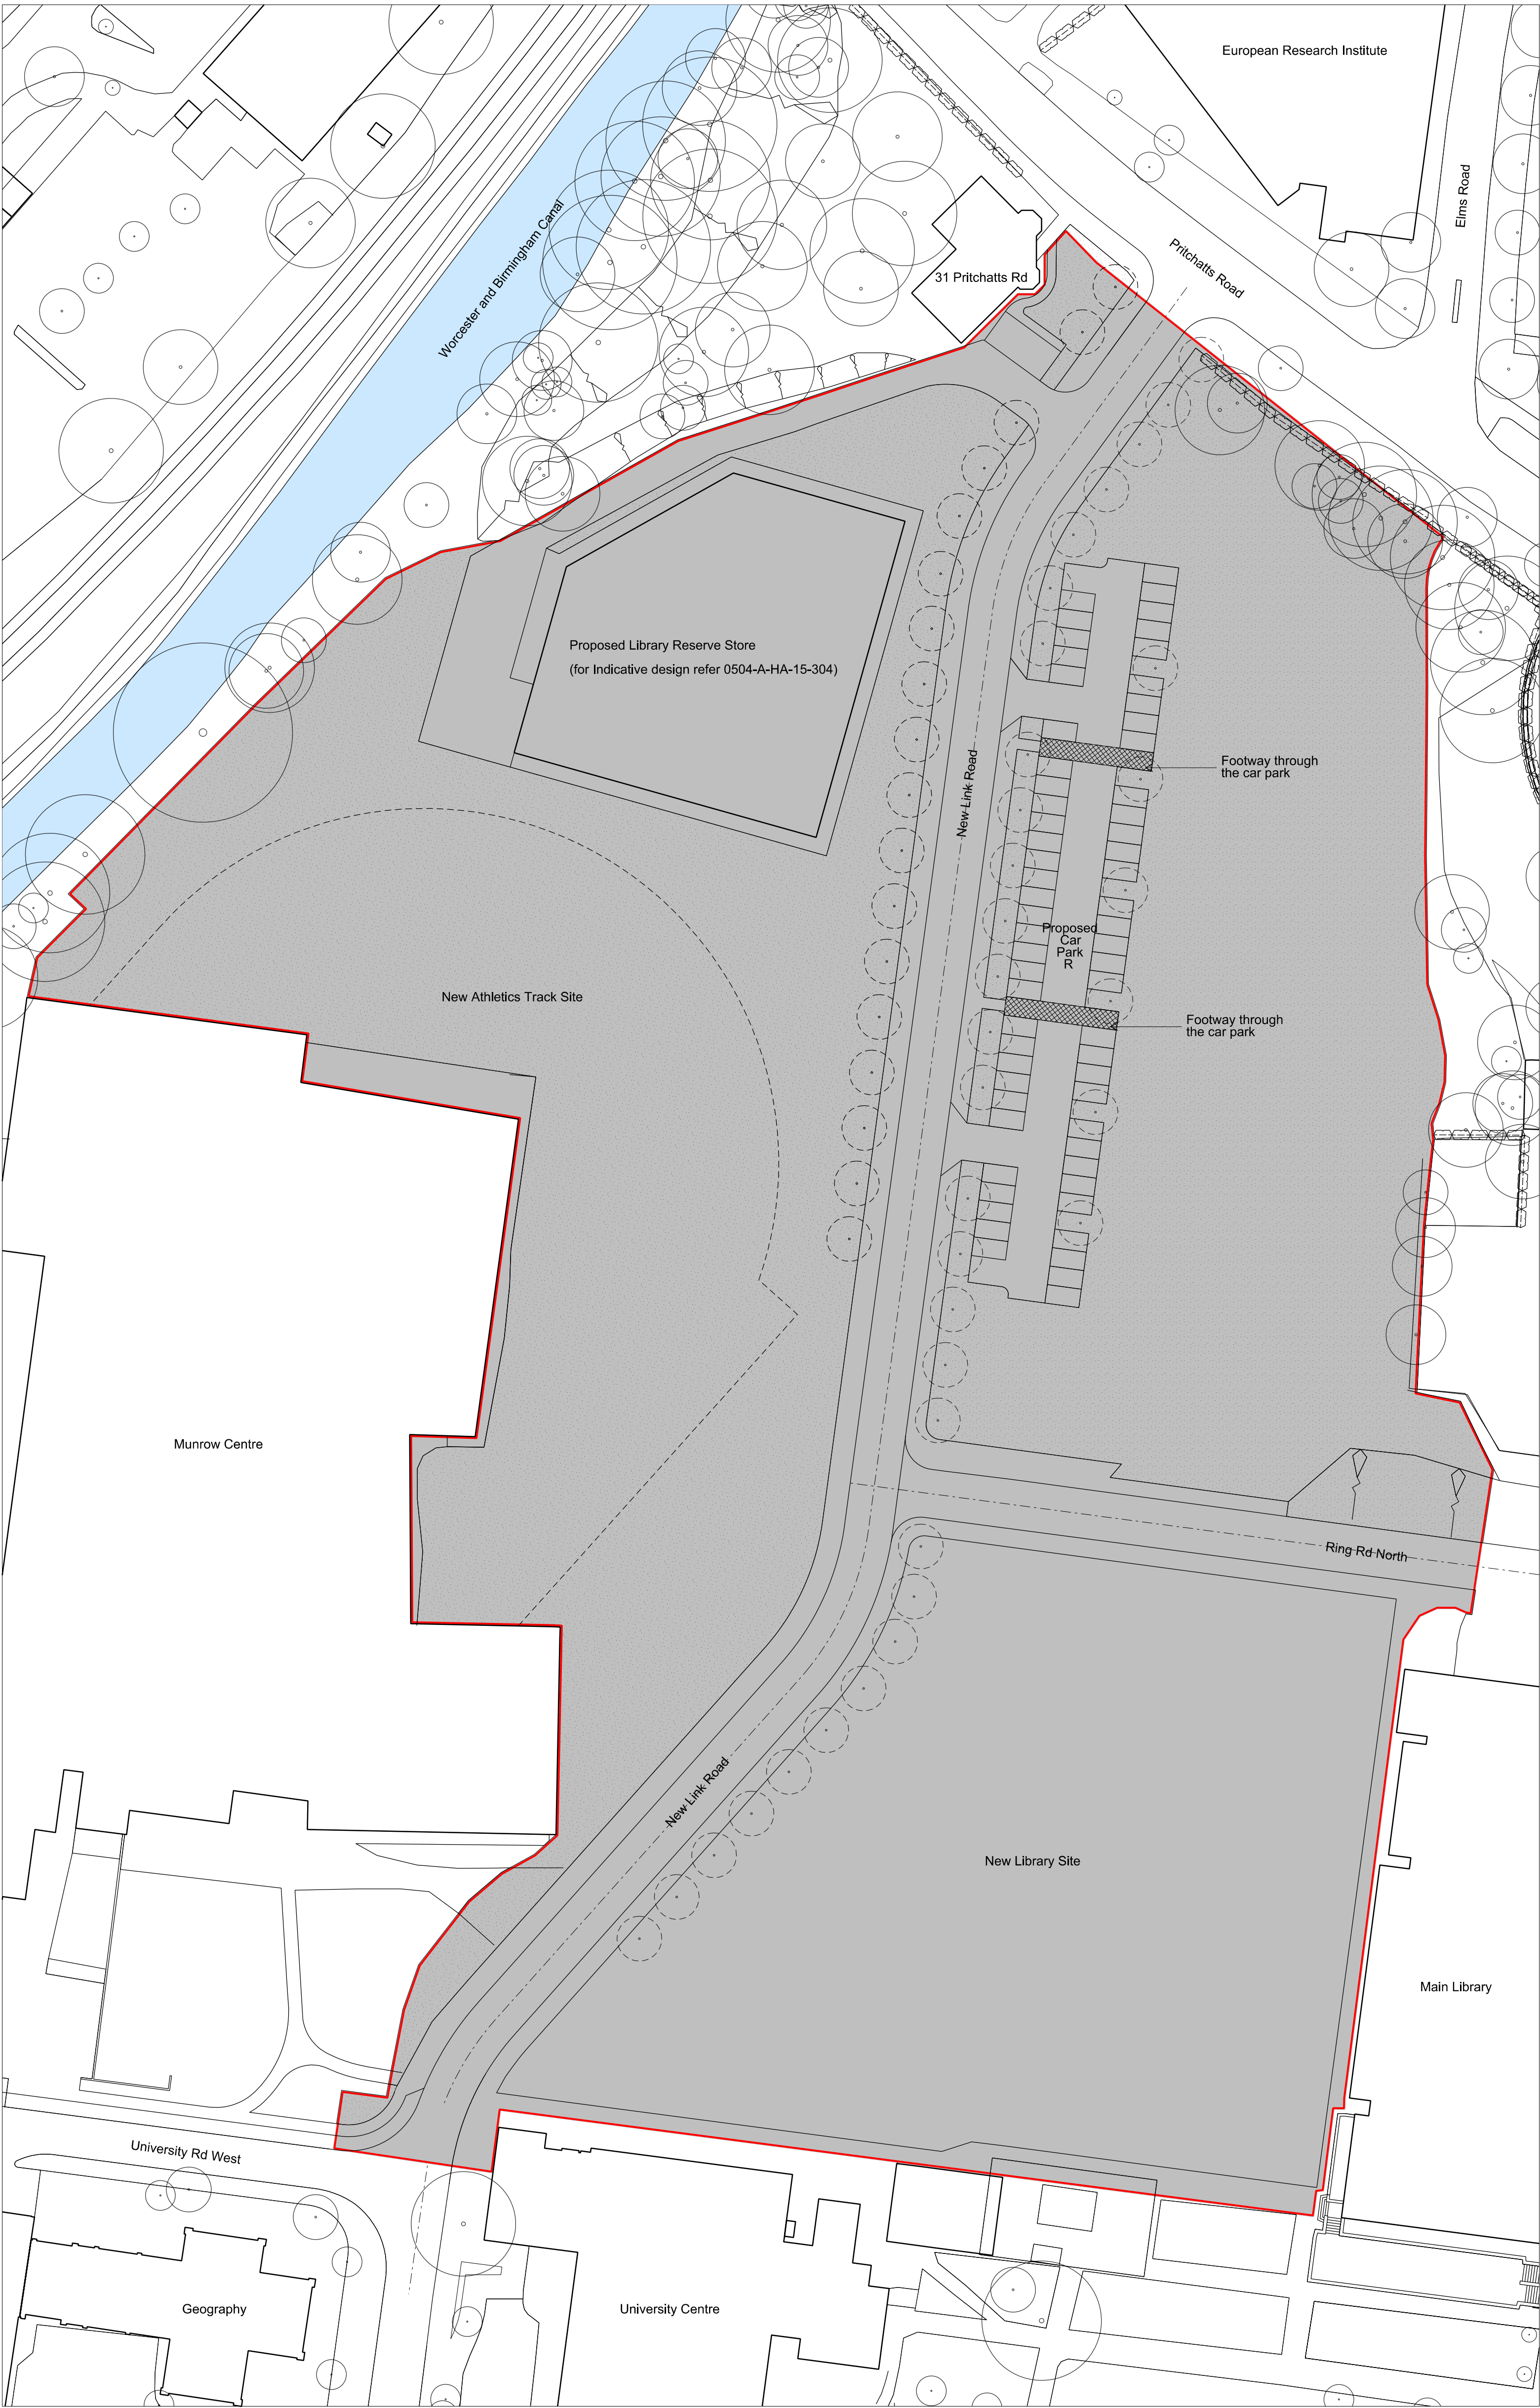 European Research Institute
Elms Road
Worcester and Birmingham Canal
Pritchatts Road
31 Pritchatts Rd
Proposed Library Reserve Store
(for Indicative design refer 0504-A-HA-15-304)
New Link Road
Footway through
the car park
Proposed
Car
Park
R
New Athletics Track Site
Footway through
the car park
Munrow Centre
Ring Rd North
New Link Road
New Library Site
Main Library
University Rd West
Geography
University Centre